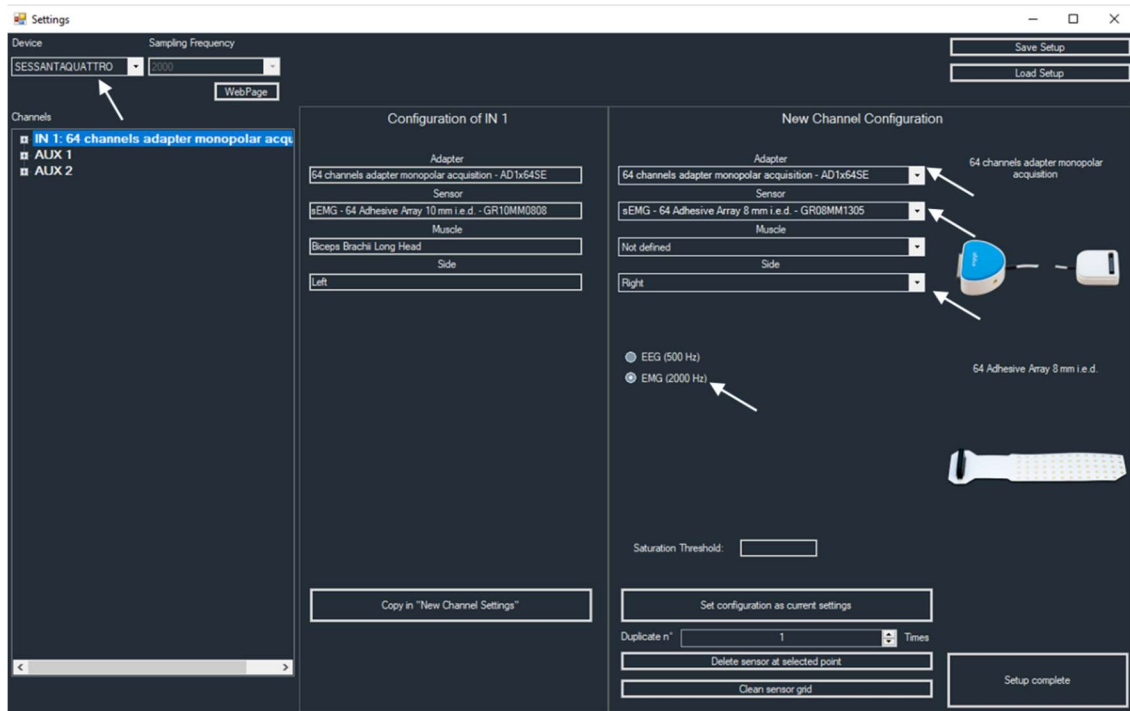 Settings
Device
Sampling Frequency
SESSANTAQUATTRO
2000
WebPage
Save Setup
Load Setup
Channels
IN 1: 64 channels adapter monopolar acqu
AUX 1
AUX 2
Configuration of IN 1
Adapter
64 channels adapter monopolar acquisition - AD1x64SE
Sensor
sEMG - 64 Adhesive Array 10 mm i.e.d. - GR10MM0808
Muscle
Biceps Brachii Long Head
Side
Left
Copy in "New Channel Settings"
New Channel Configuration
Adapter
64 channels adapter monopolar acquisition - AD1x64SE
Sensor
sEMG - 64 Adhesive Array 8 mm i.e.d. - GR08MM1305
Muscle
Not defined
Side
Right
EEG (500 Hz)
EMG (2000 Hz)
Saturation Threshold:
Set configuration as current settings
Duplicate n° 1 Times
Delete sensor at selected point
Clean sensor grid
64 channels adapter monopolar
acquisition
64 Adhesive Array 8 mm i.e.d.
Setup complete